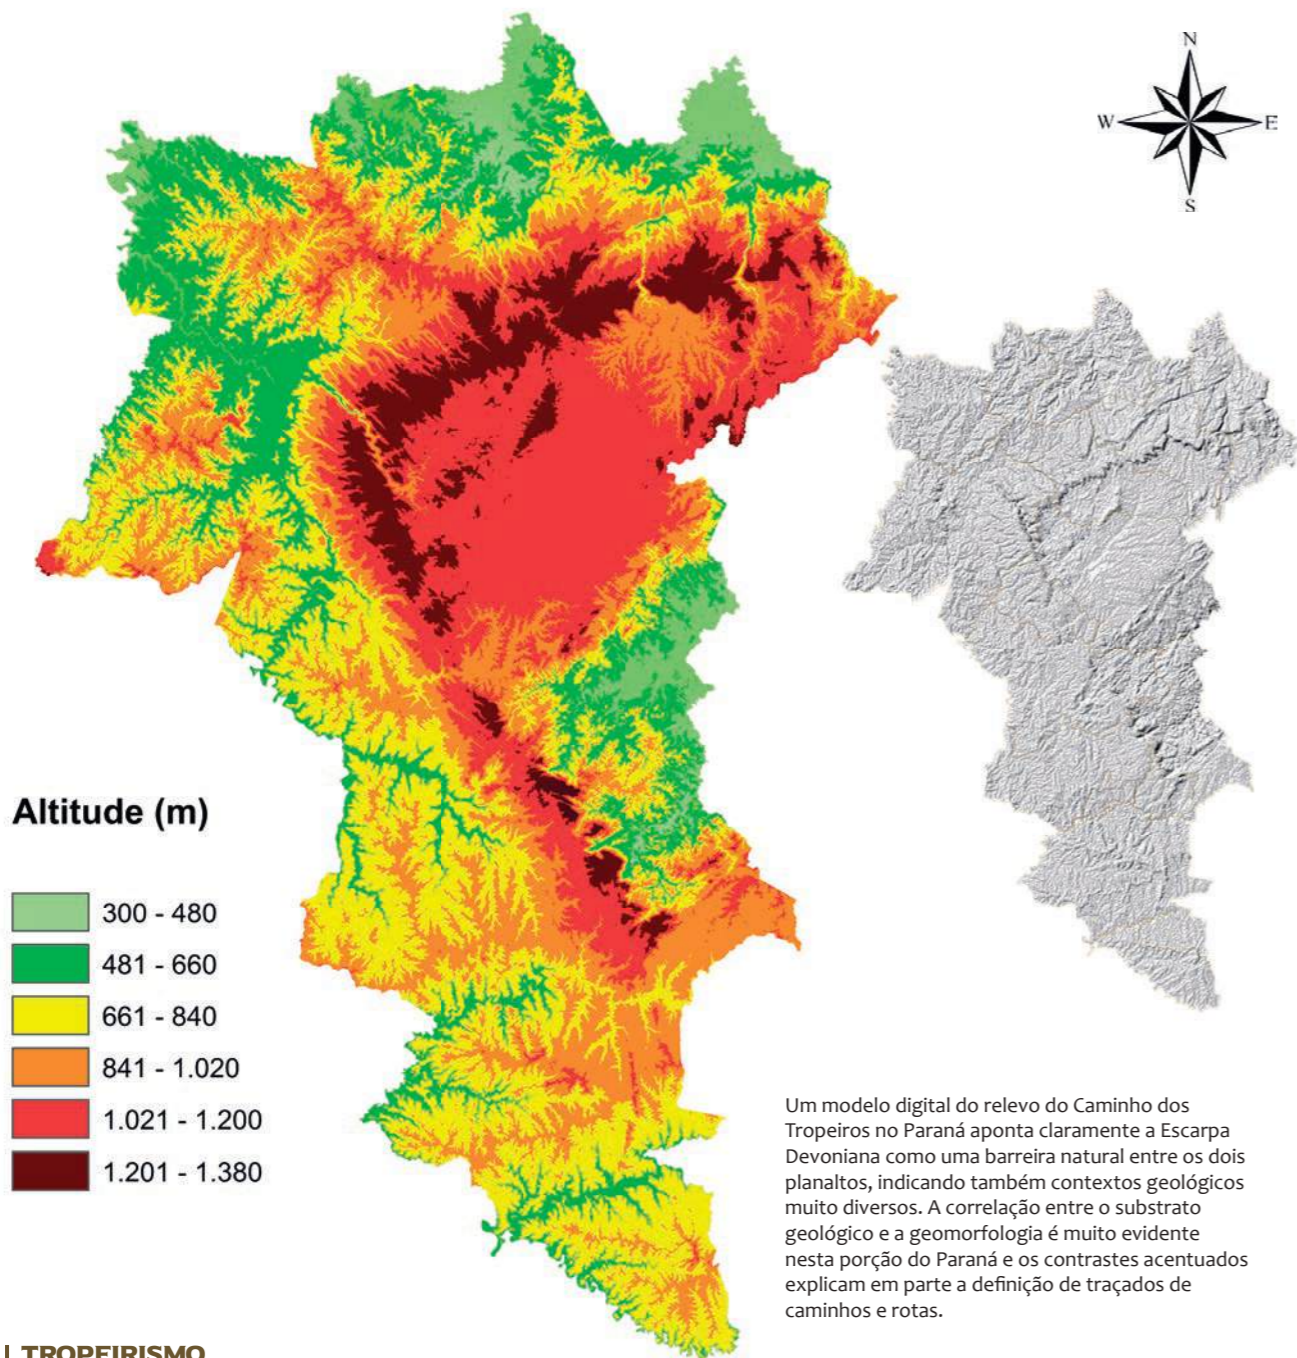 N
W E
S
Altitude (m)
300 - 480
481 - 660
661 - 840
841 - 1.020
1.021 - 1.200
1.201 - 1.380
Um modelo digital do relevo do Caminho dos
Tropeiros no Paraná aponta claramente a Escarpa
Devoniana como uma barreira natural entre os dois
planaltos, indicando também contextos geológicos
muito diversos. A correlação entre o substrato
geológico e a geomorfologia é muito evidente
nesta porção do Paraná e os contrastes acentuados
explicam em parte a definição de traçados de
caminhos e rotas.
| TROPEIRISMO